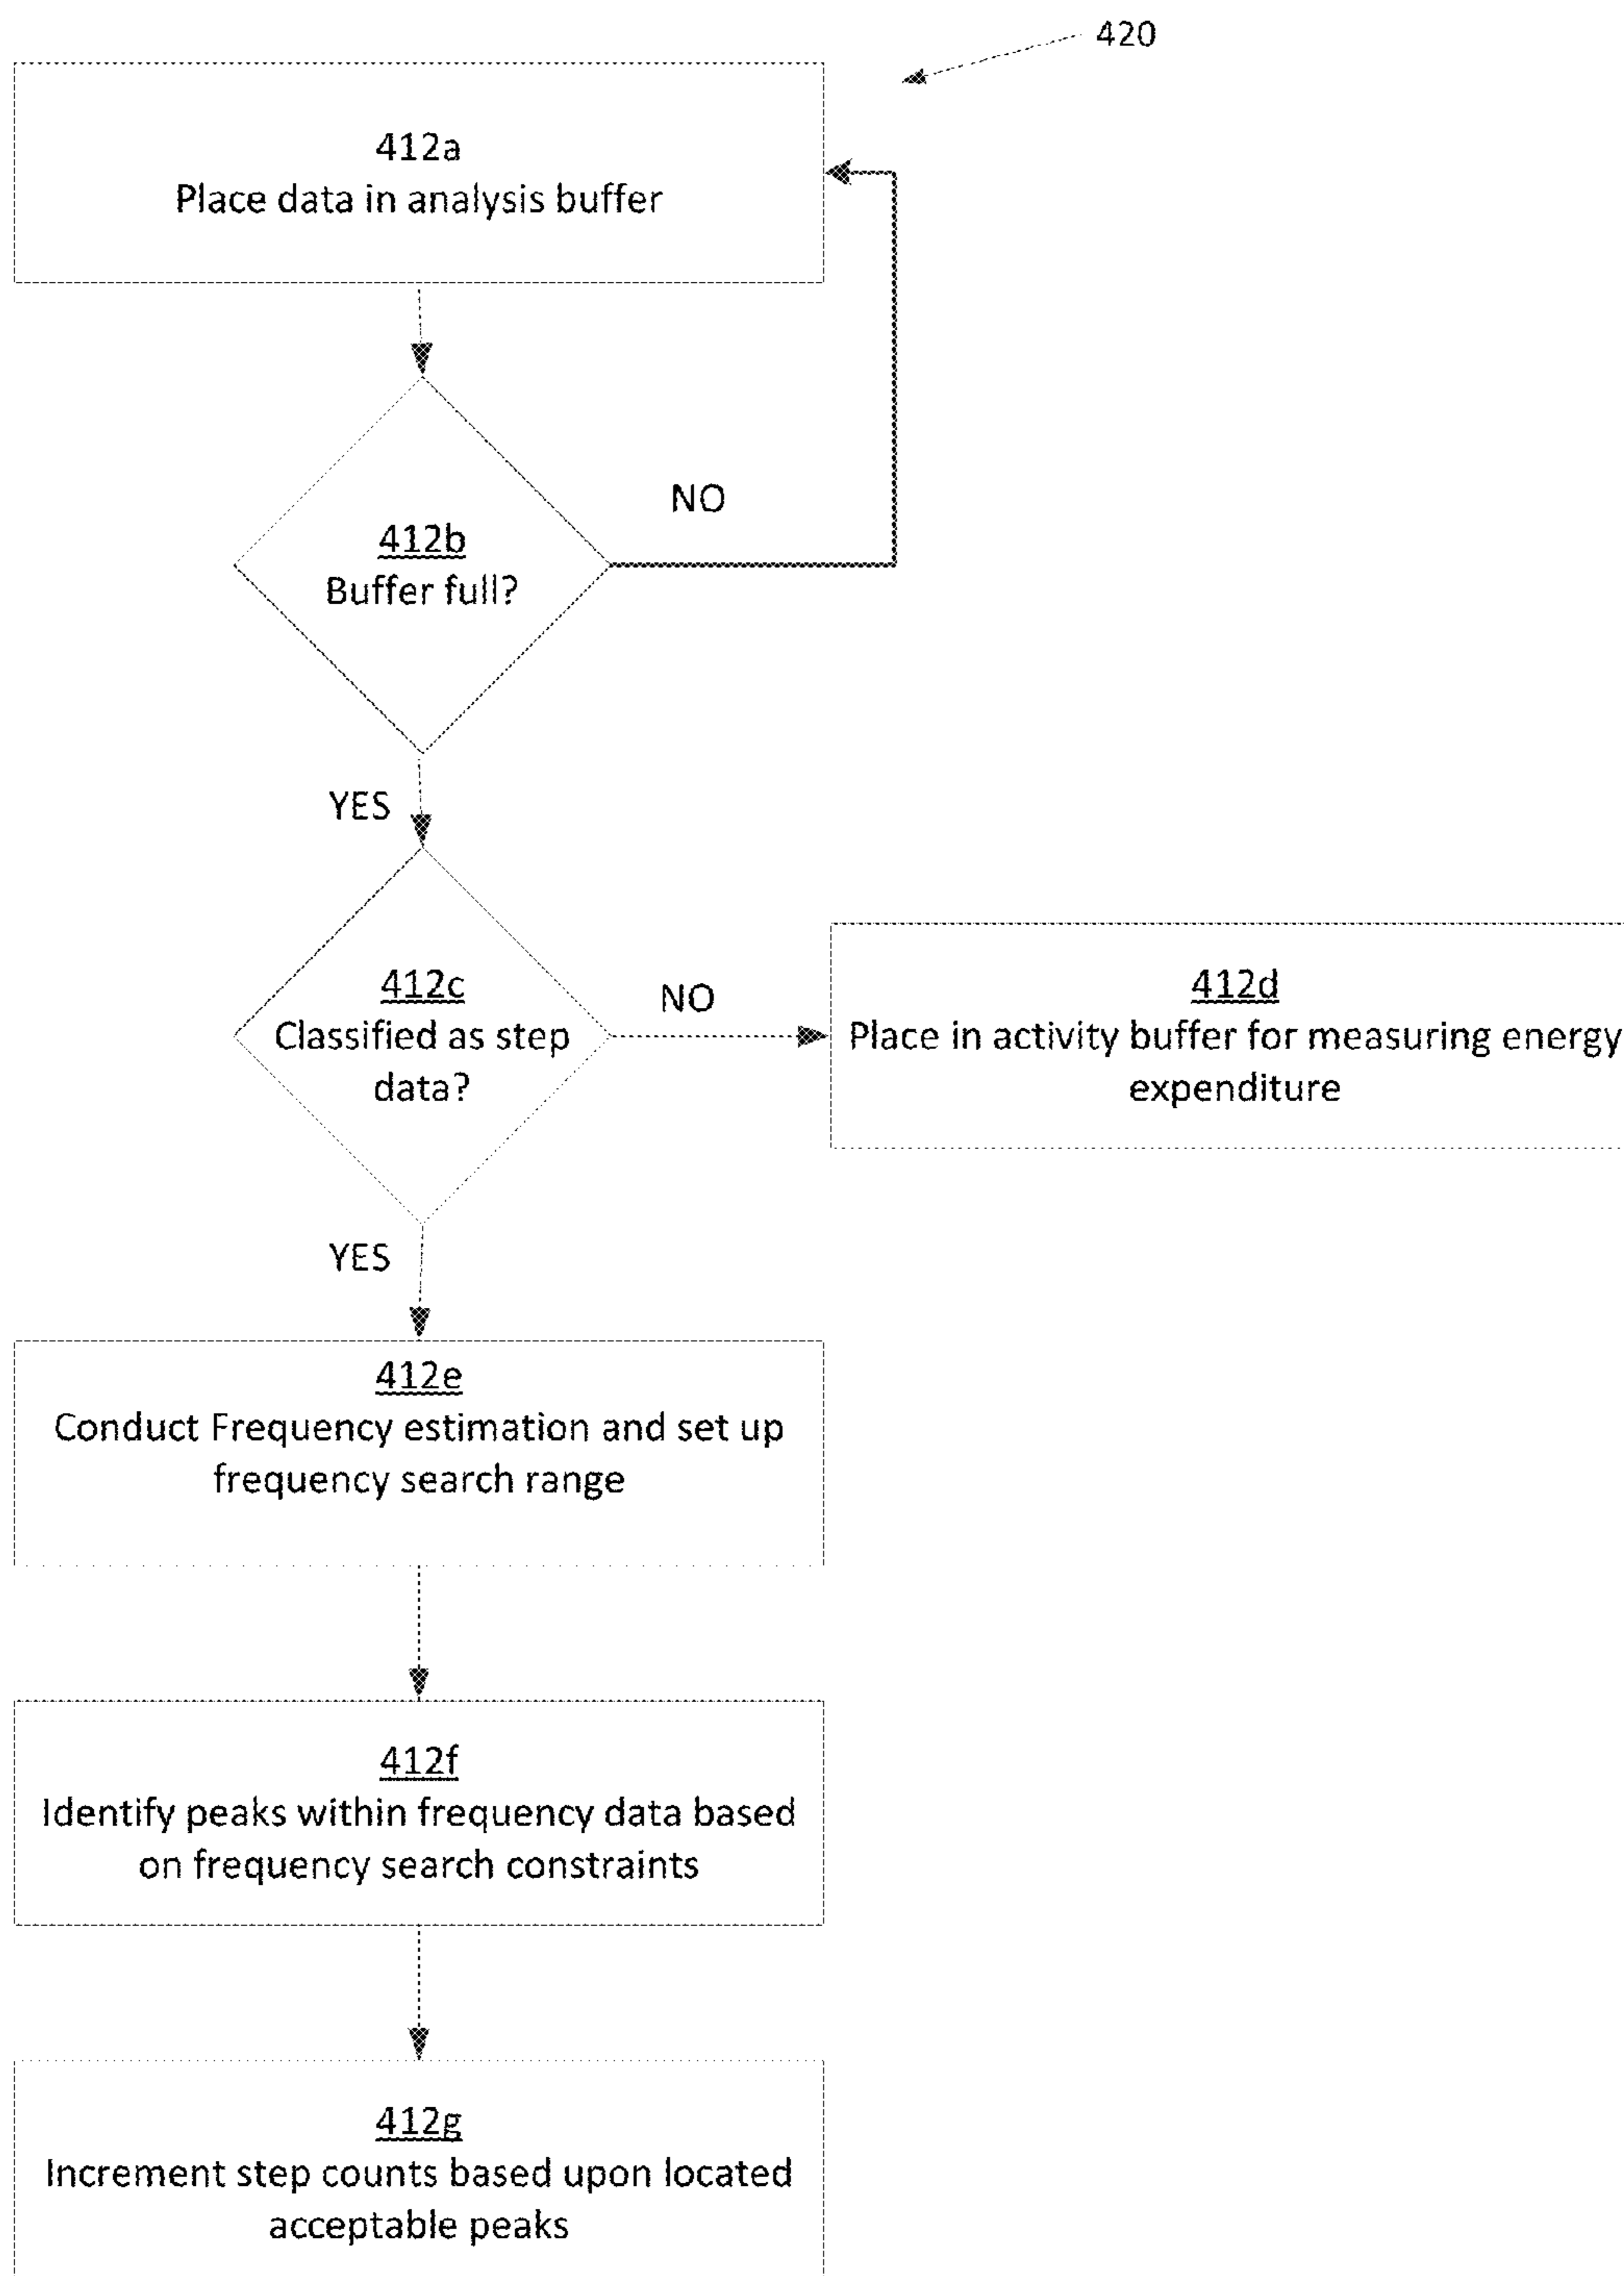 420
412a
Place data in analysis buffer
NO
412b
Buffer full?
YES
412c
Classified as step
data?
NO
412d
Place in activity buffer for measuring energy
expenditure
YES
412e
Conduct Frequency estimation and set up
frequency search range
412f
Identify peaks within frequency data based
on frequency search constraints
412g
Increment step counts based upon located
acceptable peaks